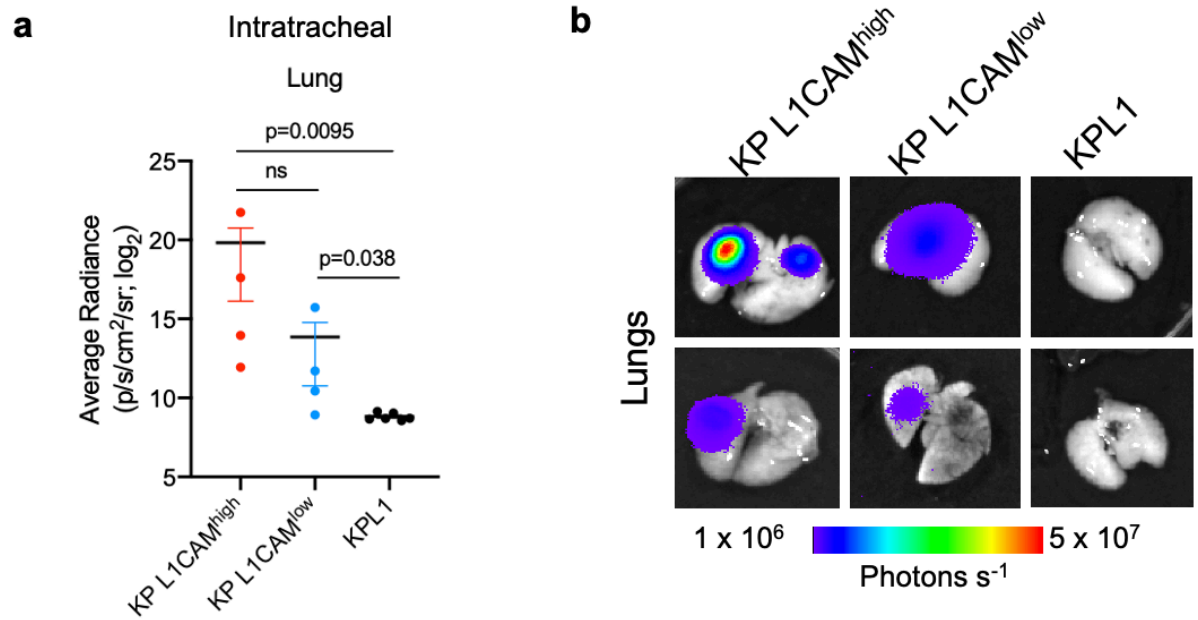 a
Intratracheal
Lung
p=0.0095
ns
p=0.038
25
20
15
10
5
Average Radiance
(p/s/cm²/sr; log₂)
KP L1CAMhigh
KP L1CAMlow
KPL1
b
KP L1CAMhigh
KP L1CAMlow
KPL1
Lungs
1 x 10⁶
5 x 10⁷
Photons s⁻¹